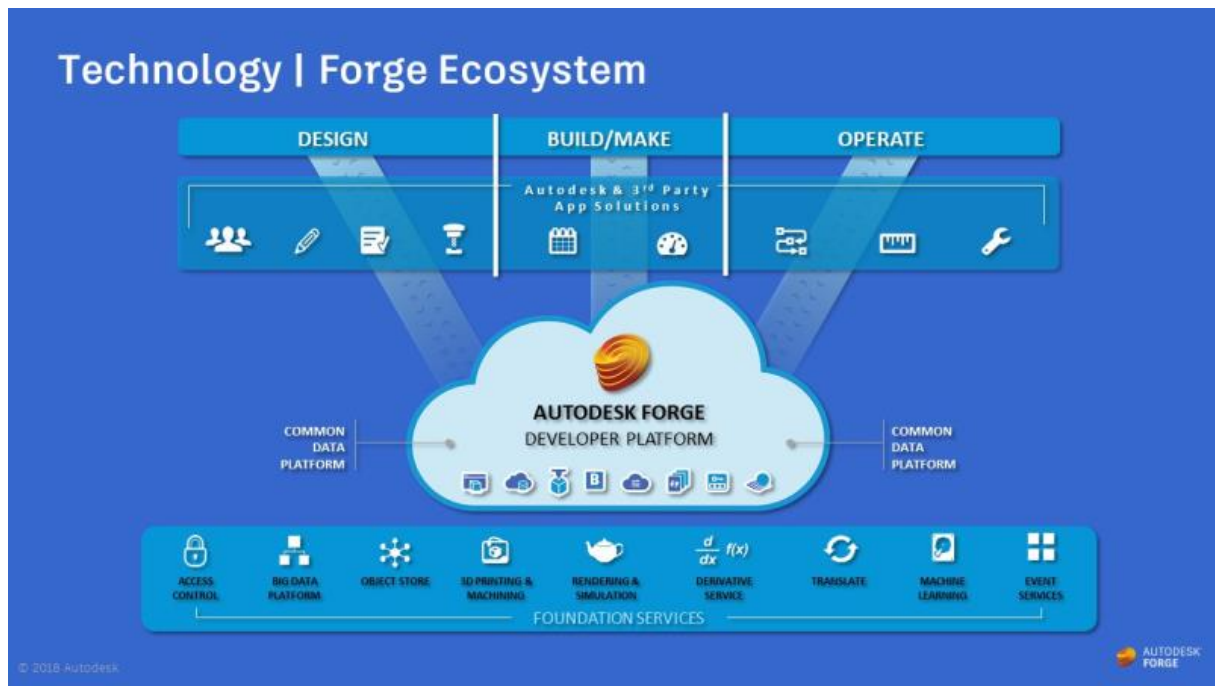 Technology | Forge Ecosystem
DESIGN
BUILD/MAKE
OPERATE
Autodesk & 3rd Party
App Solutions
AUTODESK FORGE
DEVELOPER PLATFORM
COMMON
DATA
PLATFORM
COMMON
DATA
PLATFORM
B
d
dx
f(x)
ACCESS
CONTROL
BIG DATA
PLATFORM
OBJECT STORE
3D PRINTING &
MACHINING
RENDERING &
SIMULATION
DERIVATIVE
SERVICE
TRANSLATE
MACHINE
LEARNING
EVENT
SERVICES
FOUNDATION SERVICES
© 2018 Autodesk
AUTODESK
FORGE